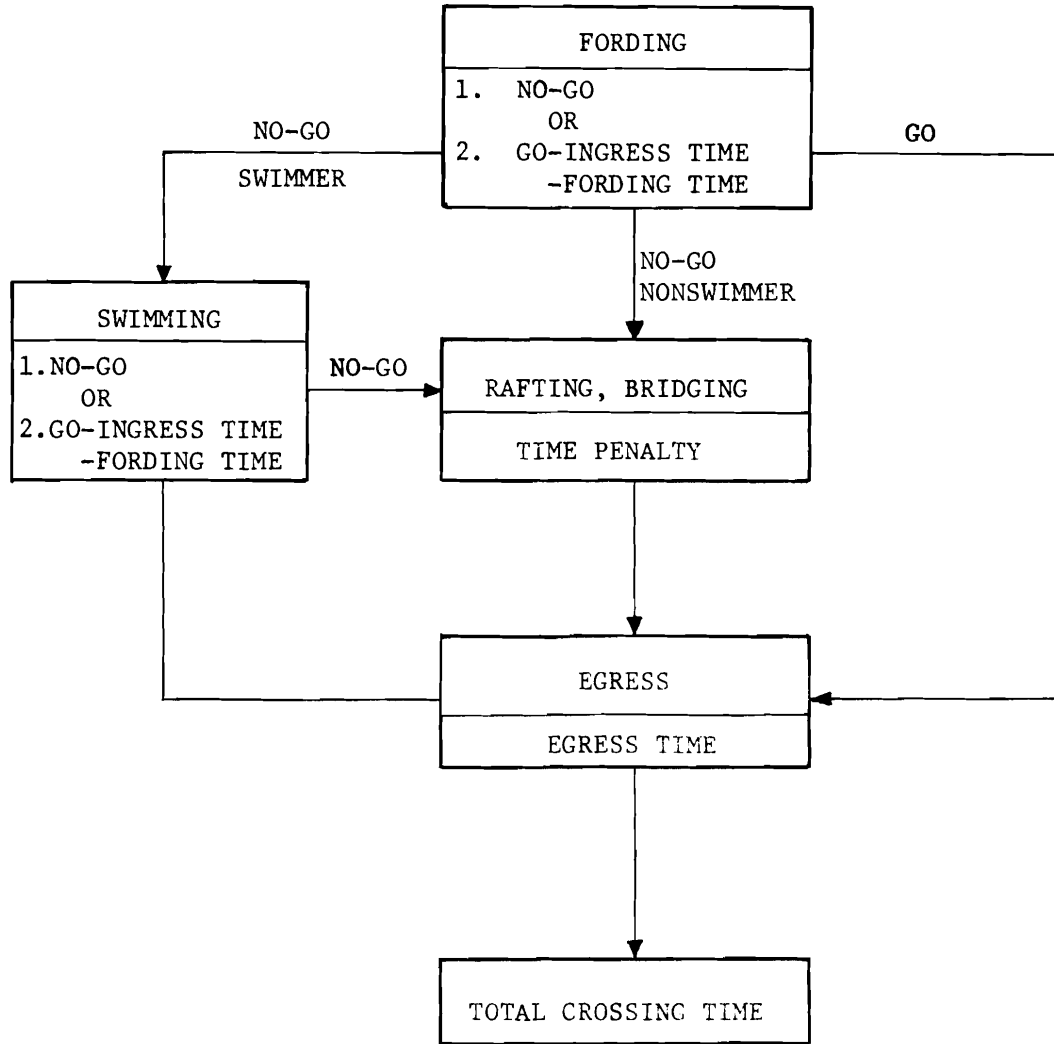 FORDING
1. NO-GO
OR
2. GO-INGRESS TIME
-FORDING TIME
NO-GO
SWIMMER
GO
NO-GO
NONSWIMMER
SWIMMING
1.NO-GO
OR
2.GO-INGRESS TIME
-FORDING TIME
NO-GO
RAFTING, BRIDGING
TIME PENALTY
EGRESS
EGRESS TIME
TOTAL CROSSING TIME